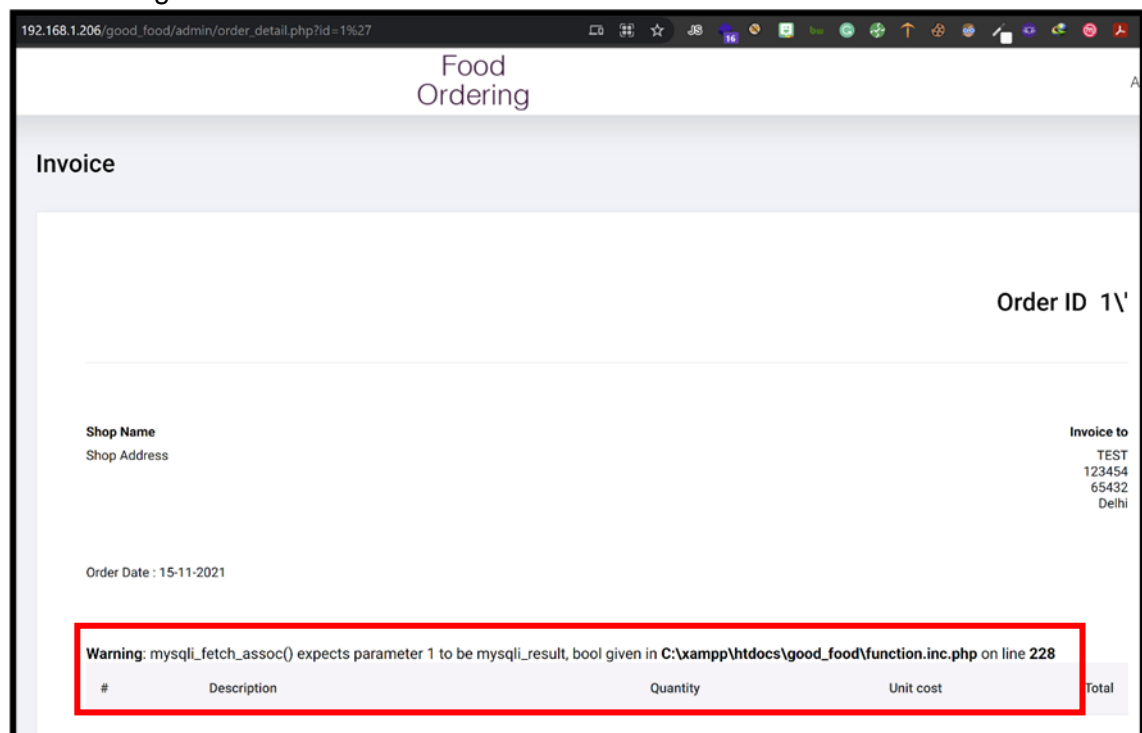 192.168.1.206/good_food/admin/order_detail.php?id=1%27
JS
16
Food
Ordering
A
Invoice
Order ID 1\'
Shop Name
Invoice to
Shop Address
TEST
123454
65432
Delhi
Order Date : 15-11-2021
Warning: mysqli_fetch_assoc() expects parameter 1 to be mysqli_result, bool given in C:\xampp\htdocs\good_food\function.inc.php on line 228
# Description Quantity Unit cost Total